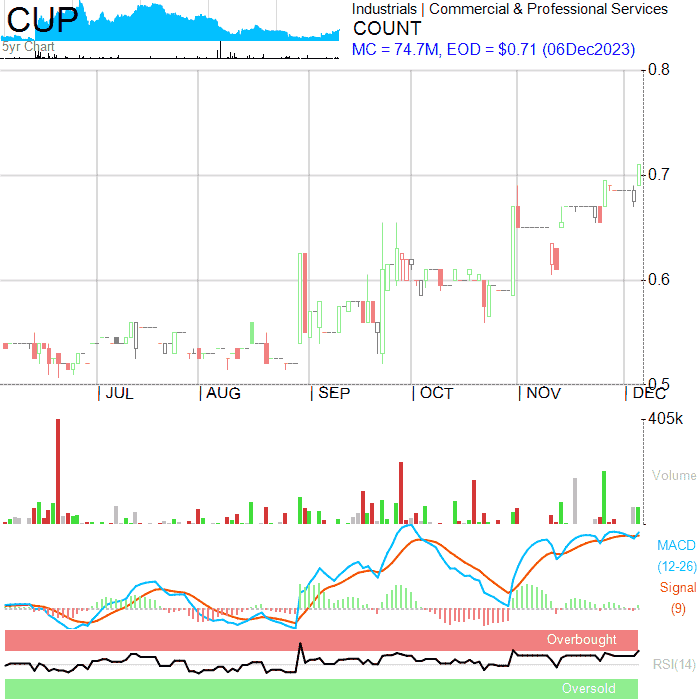 CUP
Industrials | Commercial & Professional Services
COUNT
5yr Chart
MC = 74.7M, EOD = $0.71 (06Dec2023)
0.8
0.7
0.6
0.5
JUL | AUG | SEP | OCT | NOV | DEC
405k
Volume
MACD
(12-26)
Signal
(9)
Overbought
RSI(14)
Oversold